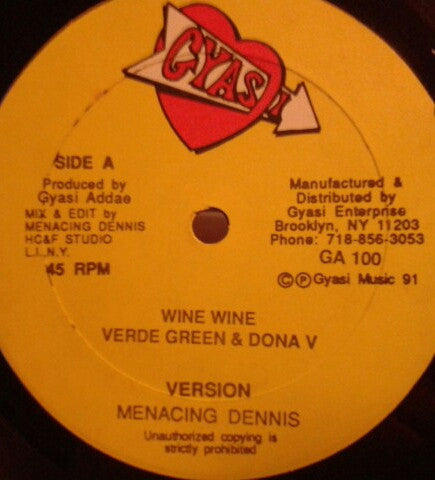 GYASI
SIDE A
Produced by
Gyasi Addae
MIX & EDIT by
MENACING DENNIS
HC&F STUDIO
L.I.,N.Y.
45 RPM
Manufactured &
Distributed by
Gyasi Enterprise
Brooklyn, NY 11203
Phone: 718-856-3053
GA 100
©℗Gyasi Music 91
WINE WINE
VERDE GREEN & DONA V
VERSION
MENACING DENNIS
Unauthorized copying is
strictly prohibited